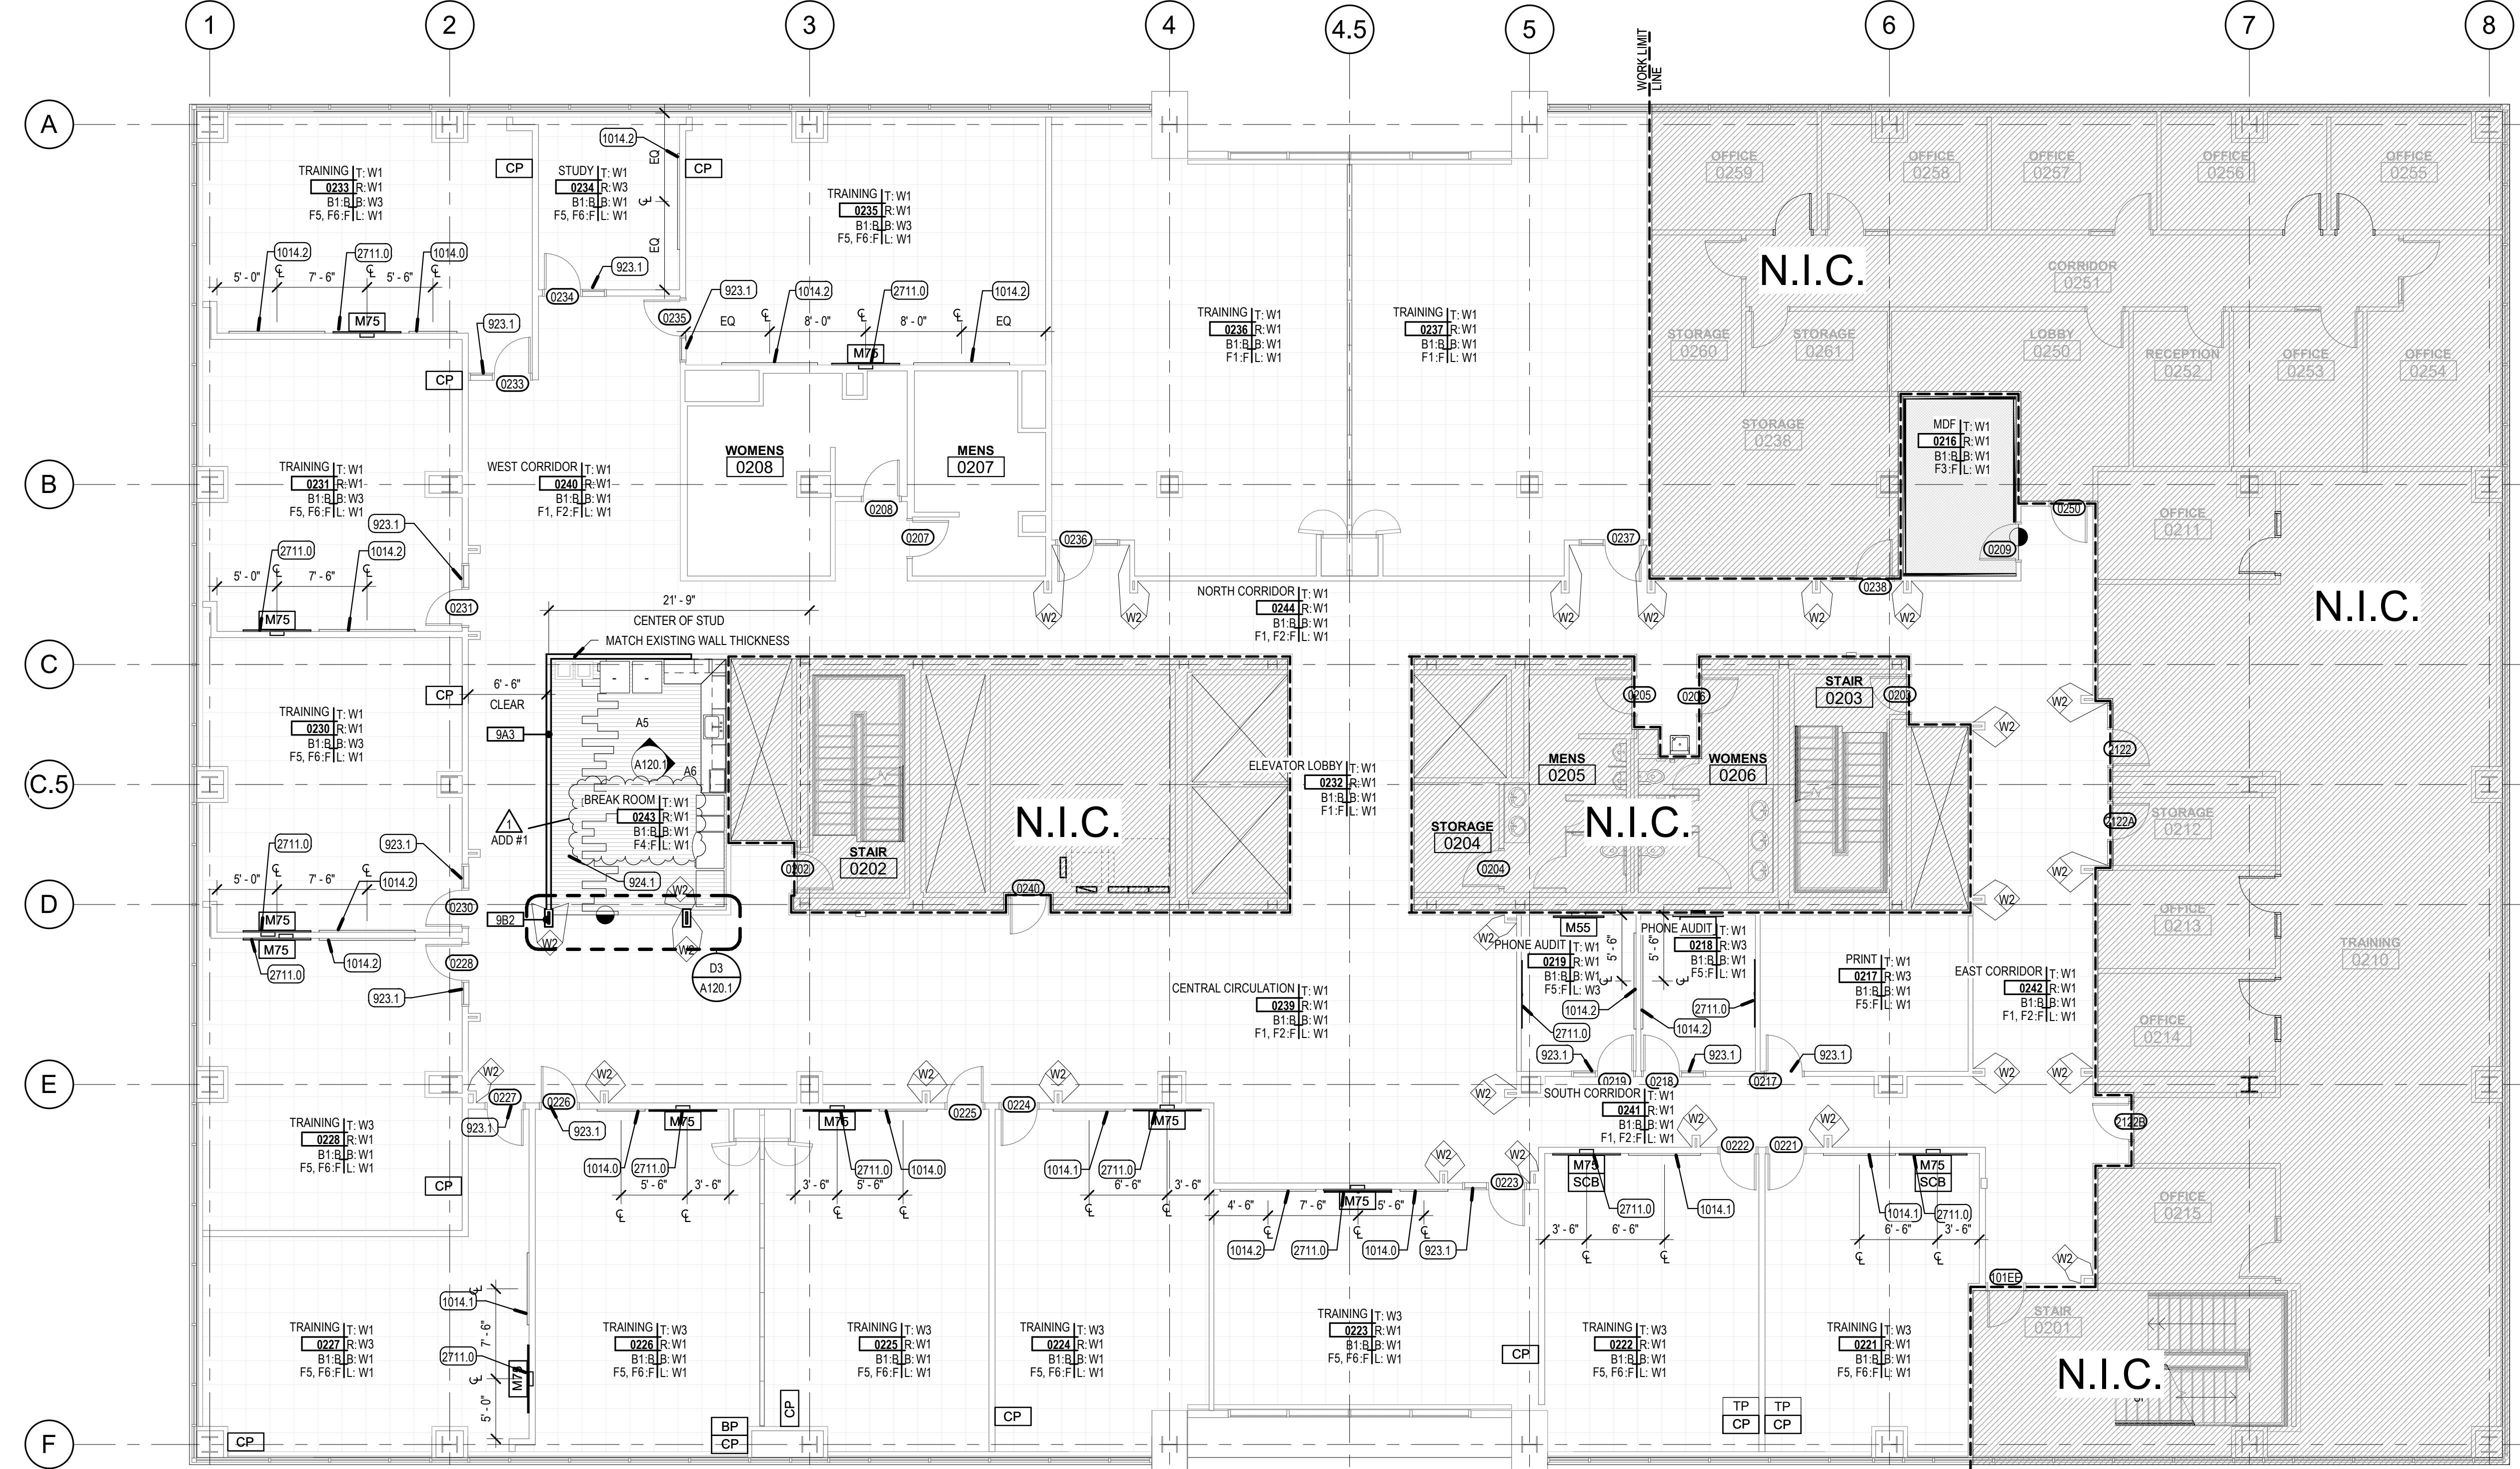 1
2
3
4
4.5
5
6
7
8
A
B
C
C.5
D
E
F
WORK LIMIT
LINE
TRAINING T: W1
0233 R: W1
B1:B B: W3
F5, F6:F L: W1
CP
STUDY T: W1
0234 R: W3
B1:B B: W1
F5, F6:F L: W1
1014.2
EQ
EQ
CP
TRAINING T: W1
0235 R: W1
B1:B B: W3
F5, F6:F L: W1
OFFICE
0259
OFFICE
0258
OFFICE
0257
OFFICE
0256
OFFICE
0255
N.I.C.
CORRIDOR
0251
1014.2
2711.0
1014.0
5' - 0"
7' - 6"
5' - 6"
M75
923.1
0234
0235
923.1
1014.2
2711.0
1014.2
EQ
8' - 0"
8' - 0"
EQ
M75
923.1
0233
CP
TRAINING T: W1
0236 R: W1
B1:B B: W1
F1:F L: W1
TRAINING T: W1
0237 R: W1
B1:B B: W1
F1:F L: W1
STORAGE
0260
STORAGE
0261
LOBBY
0250
RECEPTION
0252
OFFICE
0253
OFFICE
0254
STORAGE
0238
MDF T: W1
0216 R: W1
B1:B B: W1
F3:F L: W1
TRAINING T: W1
0231 R: W1
B1:B B: W3
F5, F6:F L: W1
WEST CORRIDOR T: W1
0240 R: W1
B1:B B: W1
F1, F2:F L: W1
WOMENS
0208
MENS
0207
0208
0207
0236
0237
0238
0209
0250
OFFICE
0211
N.I.C.
923.1
2711.0
1014.2
5' - 0"
7' - 6"
M75
0231
21' - 9"
CENTER OF STUD
MATCH EXISTING WALL THICKNESS
NORTH CORRIDOR T: W1
0244 R: W1
B1:B B: W1
F1, F2:F L: W1
W2
W2
W2
W2
W2
W2
CP
6' - 6"
CLEAR
TRAINING T: W1
0230 R: W1
B1:B B: W3
F5, F6:F L: W1
9A3
A5
A120.1
A6
BREAK ROOM T: W1
0243 R: W1
B1:B B: W1
F4:F L: W1
1
ADD #1
924.1
W2
W2
W2
9B2
D3
A120.1
STAIR
0202
0202
N.I.C.
0240
ELEVATOR LOBBY T: W1
0232 R: W1
B1:B B: W1
F1:F L: W1
MENS
0205
0205
0206
WOMENS
0206
STAIR
0203
0203
STORAGE
0204
0204
N.I.C.
W2
W2
W2
W2
2122
2122A
STORAGE
0212
OFFICE
0213
OFFICE
0214
TRAINING
0210
2711.0
923.1
1014.2
5' - 0"
7' - 6"
M75
M75
0230
0228
2711.0
1014.2
923.1
CENTRAL CIRCULATION T: W1
0239 R: W1
B1:B B: W1
F1, F2:F L: W1
W2
M55
PHONE AUDIT T: W1
0219 R: W1
B1:B B: W1
F5:F L: W3
5' - 6"
5' - 6"
PHONE AUDIT T: W1
0218 R: W3
B1:B B: W1
F5:F L: W1
PRINT T: W1
0217 R: W3
B1:B B: W1
F5:F L: W1
EAST CORRIDOR T: W1
0242 R: W1
B1:B B: W1
F1, F2:F L: W1
1014.2
2711.0
1014.2
2711.0
923.1
923.1
923.1
0219
0218
0217
W2
W2
W2
W2
W2
W2
W2
0227
0226
0225
0224
923.1
923.1
SOUTH CORRIDOR T: W1
0241 R: W1
B1:B B: W1
F1, F2:F L: W1
W2
W2
W2
W2
0222
0221
0223
2122B
TRAINING T: W3
0228 R: W1
B1:B B: W1
F5, F6:F L: W1
CP
M75
M75
M75
1014.0
2711.0
5' - 6"
3' - 6"
2711.0
1014.0
3' - 6"
5' - 6"
1014.1
2711.0
6' - 6"
3' - 6"
4' - 6"
7' - 6"
5' - 6"
M75
1014.2
2711.0
1014.0
923.1
M75
SCB
2711.0
1014.1
3' - 6"
6' - 6"
M75
SCB
1014.1
2711.0
6' - 6"
3' - 6"
OFFICE
0215
W2
101EE
STAIR
0201
N.I.C.
1014.1
7' - 6"
2711.0
M75
5' - 0"
TRAINING T: W1
0227 R: W3
B1:B B: W1
F5, F6:F L: W1
TRAINING T: W3
0226 R: W1
B1:B B: W1
F5, F6:F L: W1
TRAINING T: W3
0225 R: W1
B1:B B: W1
F5, F6:F L: W1
TRAINING T: W3
0224 R: W1
B1:B B: W1
F5, F6:F L: W1
TRAINING T: W3
0223 R: W1
B1:B B: W1
F5, F6:F L: W1
TRAINING T: W3
0222 R: W1
B1:B B: W1
F5, F6:F L: W1
TRAINING T: W3
0221 R: W1
B1:B B: W1
F5, F6:F L: W1
CP
CP
BP
CP
CP
CP
TP
CP
TP
CP